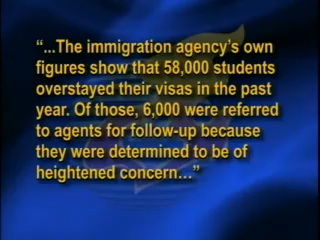 “...The immigration agency’s own
figures show that 58,000 students
overstayed their visas in the past
year. Of those, 6,000 were referred
to agents for follow-up because
they were determined to be of
heightened concern…”